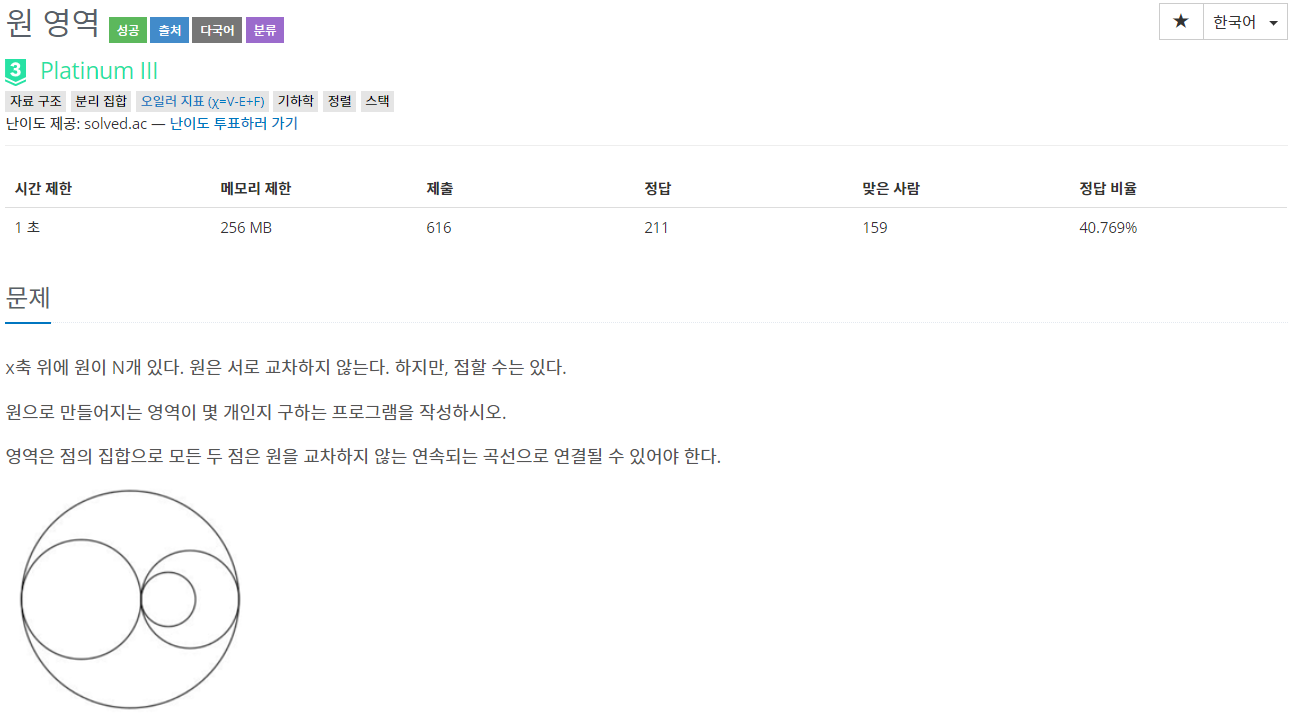 원 영역 성공 출처 다국어 분류
★ 한국어
3 Platinum III
자료 구조 분리 집합 오일러 지표 (χ=V-E+F) 기하학 정렬 스택
난이도 제공: solved.ac — 난이도 투표하러 가기
시간 제한 메모리 제한 제출 정답 맞은 사람 정답 비율
1 초 256 MB 616 211 159 40.769%
문제
x축 위에 원이 N개 있다. 원은 서로 교차하지 않는다. 하지만, 접할 수는 있다.
원으로 만들어지는 영역이 몇 개인지 구하는 프로그램을 작성하시오.
영역은 점의 집합으로 모든 두 점은 원을 교차하지 않는 연속되는 곡선으로 연결될 수 있어야 한다.